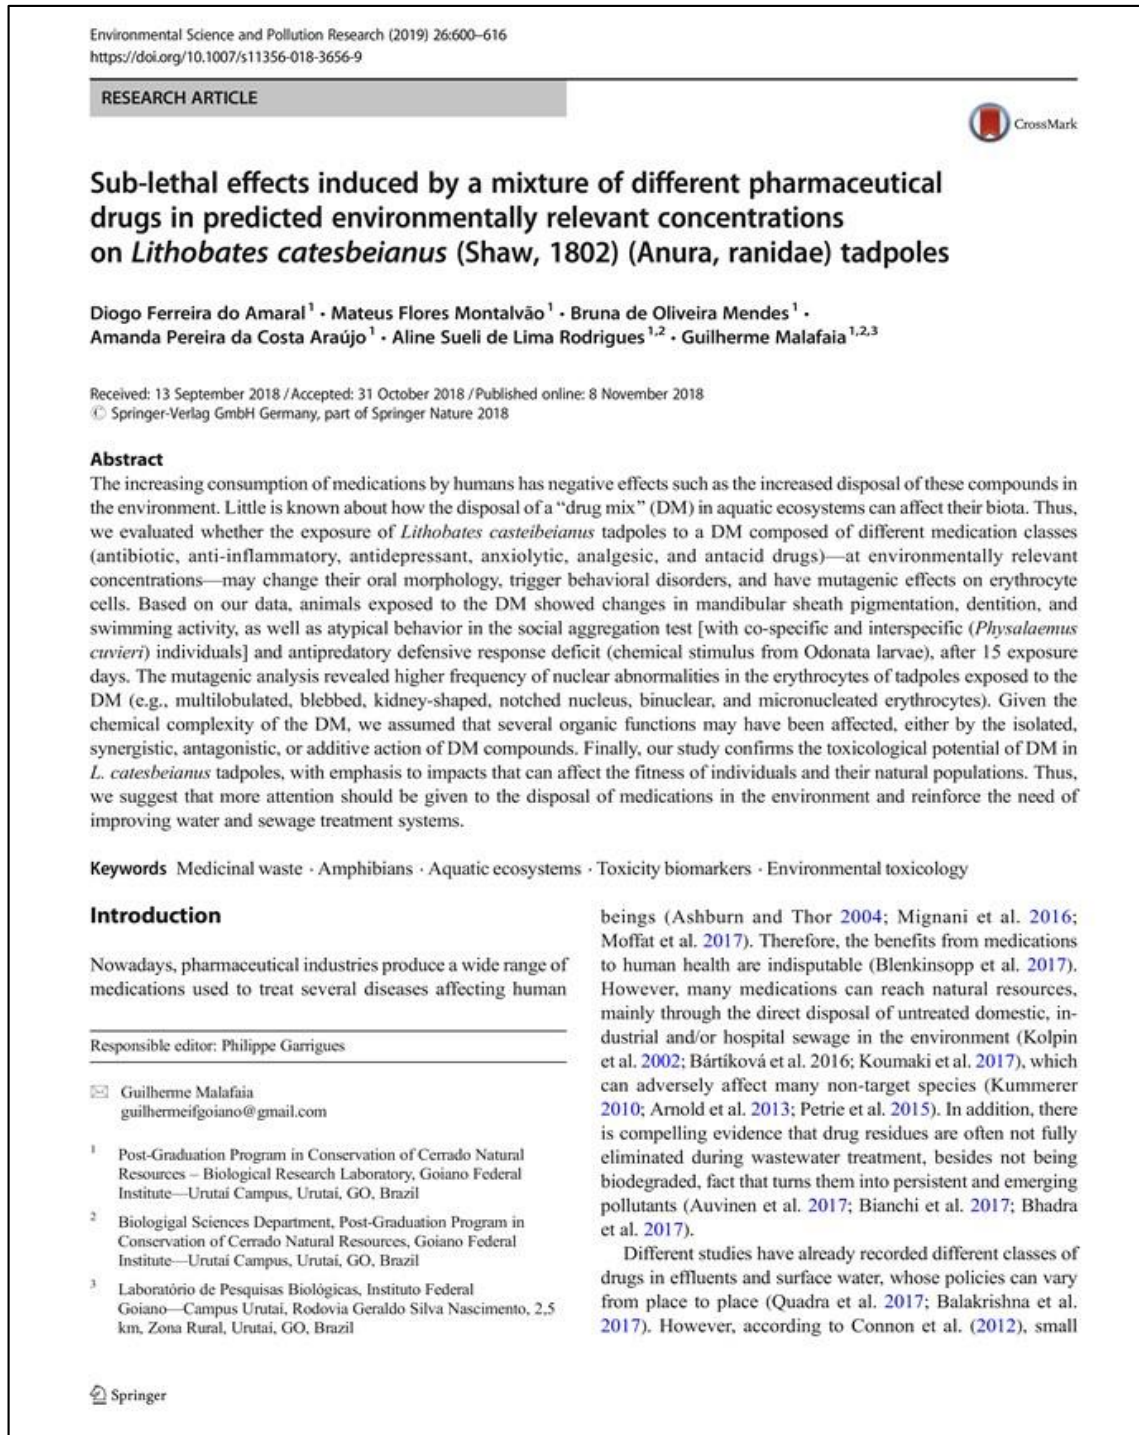 Environmental Science and Pollution Research (2019) 26:600–616
https://doi.org/10.1007/s11356-018-3656-9
RESEARCH ARTICLE
CrossMark
Sub-lethal effects induced by a mixture of different pharmaceutical
drugs in predicted environmentally relevant concentrations
on Lithobates catesbeianus (Shaw, 1802) (Anura, ranidae) tadpoles
Diogo Ferreira do Amaral 1 · Mateus Flores Montalvão 1 · Bruna de Oliveira Mendes 1 ·
Amanda Pereira da Costa Araújo 1 · Aline Sueli de Lima Rodrigues 1,2 · Guilherme Malafaia 1,2,3
Received: 13 September 2018 / Accepted: 31 October 2018 / Published online: 8 November 2018
© Springer-Verlag GmbH Germany, part of Springer Nature 2018
Abstract
The increasing consumption of medications by humans has negative effects such as the increased disposal of these compounds in
the environment. Little is known about how the disposal of a “drug mix” (DM) in aquatic ecosystems can affect their biota. Thus,
we evaluated whether the exposure of Lithobates casteibeianus tadpoles to a DM composed of different medication classes
(antibiotic, anti-inflammatory, antidepressant, anxiolytic, analgesic, and antacid drugs)—at environmentally relevant
concentrations—may change their oral morphology, trigger behavioral disorders, and have mutagenic effects on erythrocyte
cells. Based on our data, animals exposed to the DM showed changes in mandibular sheath pigmentation, dentition, and
swimming activity, as well as atypical behavior in the social aggregation test [with co-specific and interspecific (Physalaemus
cuvieri) individuals] and antipredatory defensive response deficit (chemical stimulus from Odonata larvae), after 15 exposure
days. The mutagenic analysis revealed higher frequency of nuclear abnormalities in the erythrocytes of tadpoles exposed to the
DM (e.g., multilobulated, blebbed, kidney-shaped, notched nucleus, binuclear, and micronucleated erythrocytes). Given the
chemical complexity of the DM, we assumed that several organic functions may have been affected, either by the isolated,
synergistic, antagonistic, or additive action of DM compounds. Finally, our study confirms the toxicological potential of DM in
L. catesbeianus tadpoles, with emphasis to impacts that can affect the fitness of individuals and their natural populations. Thus,
we suggest that more attention should be given to the disposal of medications in the environment and reinforce the need of
improving water and sewage treatment systems.
Keywords Medicinal waste · Amphibians · Aquatic ecosystems · Toxicity biomarkers · Environmental toxicology
Introduction
Nowadays, pharmaceutical industries produce a wide range of
medications used to treat several diseases affecting human
Responsible editor: Philippe Garrigues
Guilherme Malafaia
guilhermeifgoiano@gmail.com
1 Post-Graduation Program in Conservation of Cerrado Natural
Resources – Biological Research Laboratory, Goiano Federal
Institute—Urutaí Campus, Urutaí, GO, Brazil
2 Biologigal Sciences Department, Post-Graduation Program in
Conservation of Cerrado Natural Resources, Goiano Federal
Institute—Urutaí Campus, Urutaí, GO, Brazil
3 Laboratório de Pesquisas Biológicas, Instituto Federal
Goiano—Campus Urutaí, Rodovia Geraldo Silva Nascimento, 2,5
km, Zona Rural, Urutaí, GO, Brazil
beings (Ashburn and Thor 2004; Mignani et al. 2016;
Moffat et al. 2017). Therefore, the benefits from medications
to human health are indisputable (Blenkinsopp et al. 2017).
However, many medications can reach natural resources,
mainly through the direct disposal of untreated domestic, in-
dustrial and/or hospital sewage in the environment (Kolpin
et al. 2002; Bártíková et al. 2016; Koumaki et al. 2017), which
can adversely affect many non-target species (Kummerer
2010; Arnold et al. 2013; Petrie et al. 2015). In addition, there
is compelling evidence that drug residues are often not fully
eliminated during wastewater treatment, besides not being
biodegraded, fact that turns them into persistent and emerging
pollutants (Auvinen et al. 2017; Bianchi et al. 2017; Bhadra
et al. 2017).
Different studies have already recorded different classes of
drugs in effluents and surface water, whose policies can vary
from place to place (Quadra et al. 2017; Balakrishna et al.
2017). However, according to Connon et al. (2012), small
Springer